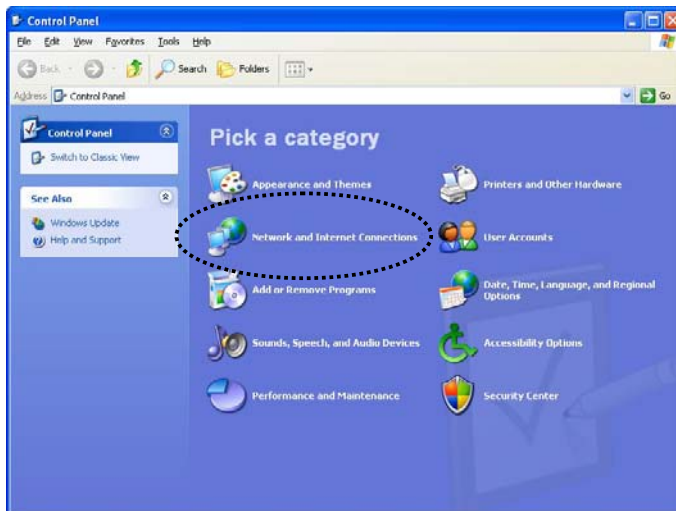 Control Panel
File Edit View Favorites Tools Help
Back Search Folders
Address Control Panel Go
Control Panel
Switch to Classic View
See Also
Windows Update
Help and Support
Pick a category
Appearance and Themes
Printers and Other Hardware
Network and Internet Connections
User Accounts
Add or Remove Programs
Date, Time, Language, and Regional
Options
Sounds, Speech, and Audio Devices
Accessibility Options
Performance and Maintenance
Security Center